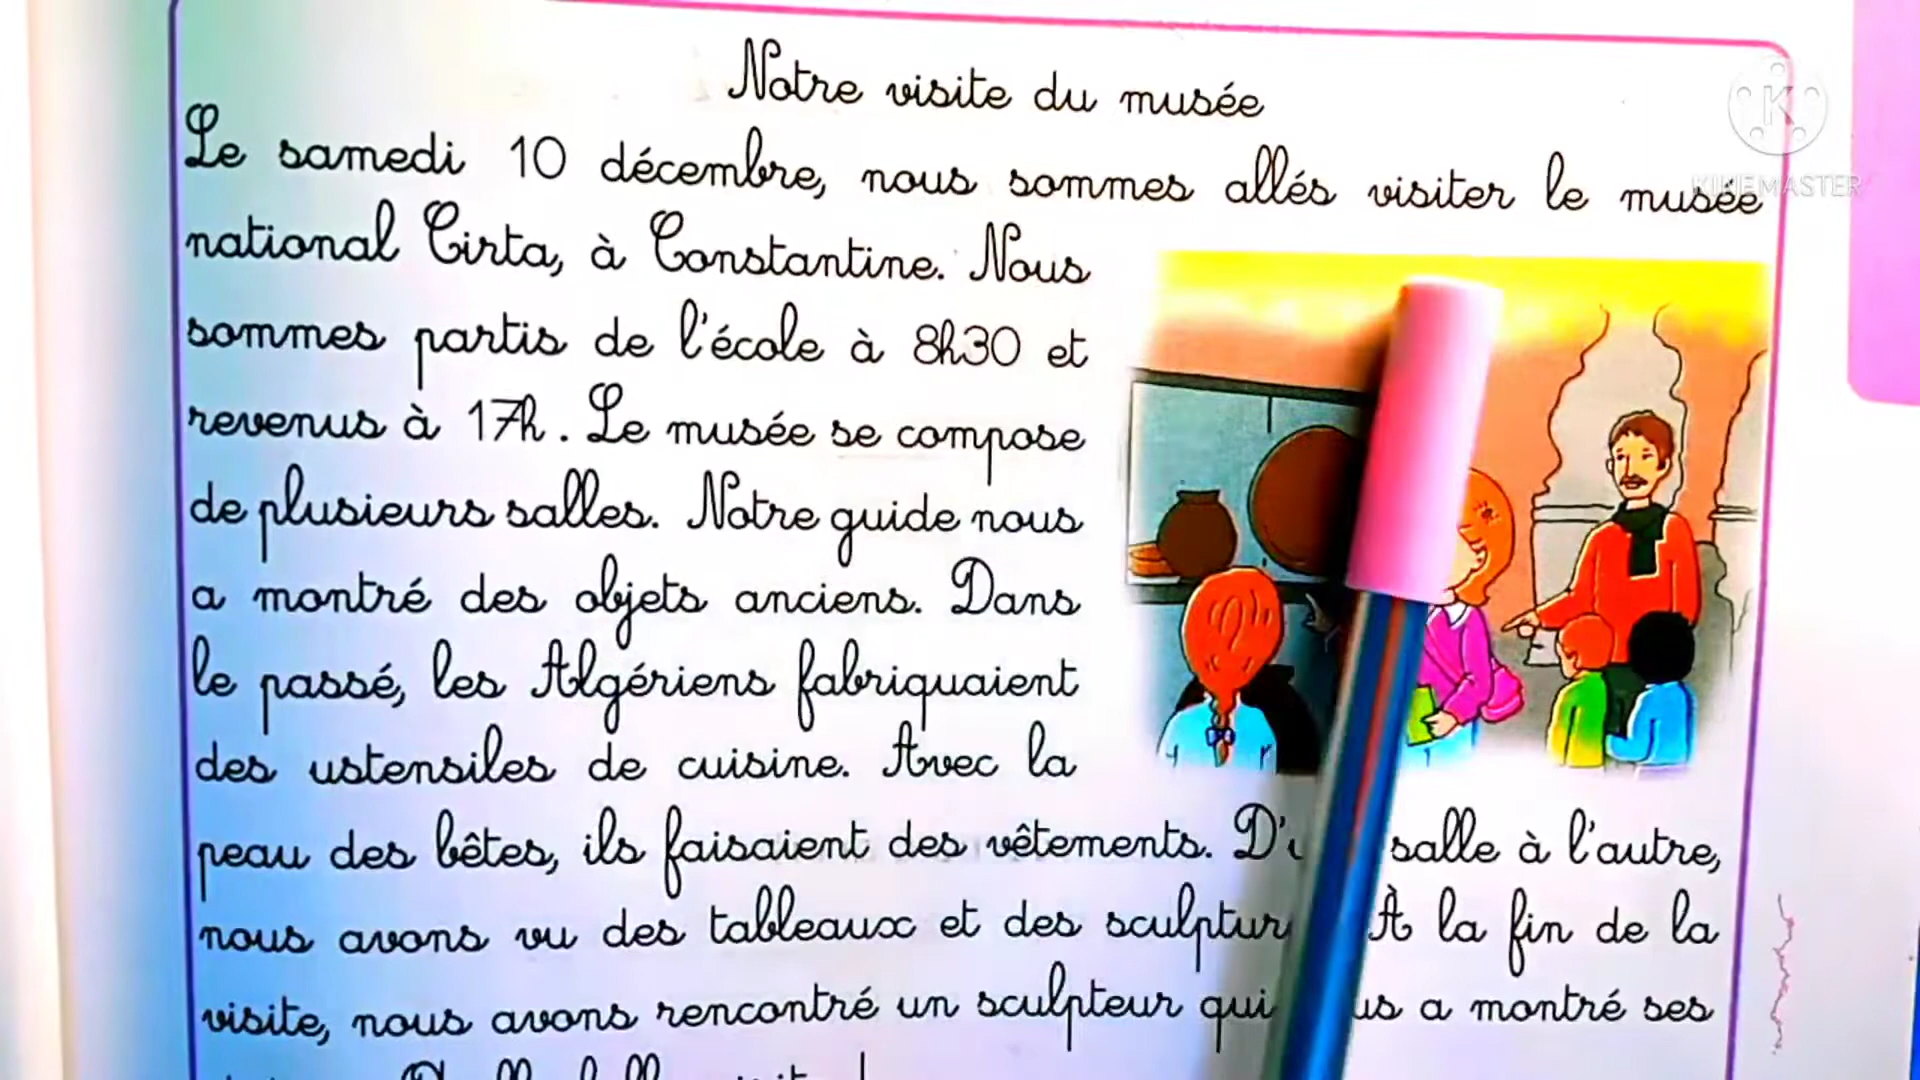 Notre visite du musée
Le samedi 10 décembre, nous sommes allés visiter le musée
national Cirta, à Constantine. Nous
sommes partis de l'école à 8h30 et
revenus à 17h. Le musée se compose
de plusieurs salles. Notre guide nous
a montré des objets anciens. Dans
le passé, les Algériens fabriquaient
des ustensiles de cuisine. Avec la
peau des bêtes, ils faisaient des vêtements. salle à l'autre,
nous avons vu des tableaux et des À la fin de la
visite, nous avons rencontré un sculpteur qui a montré ses
K
KINEMASTER